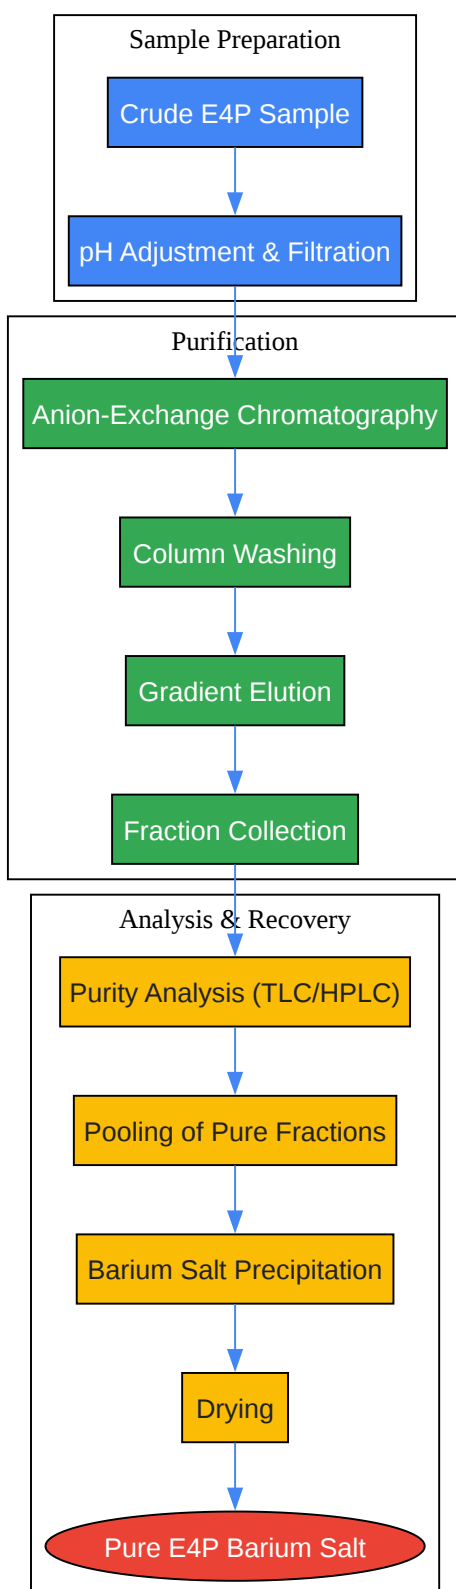 Sample Preparation
Crude E4P Sample
pH Adjustment & Filtration
Purification
Anion-Exchange Chromatography
Column Washing
Gradient Elution
Fraction Collection
Analysis & Recovery
Purity Analysis (TLC/HPLC)
Pooling of Pure Fractions
Barium Salt Precipitation
Drying
Pure E4P Barium Salt